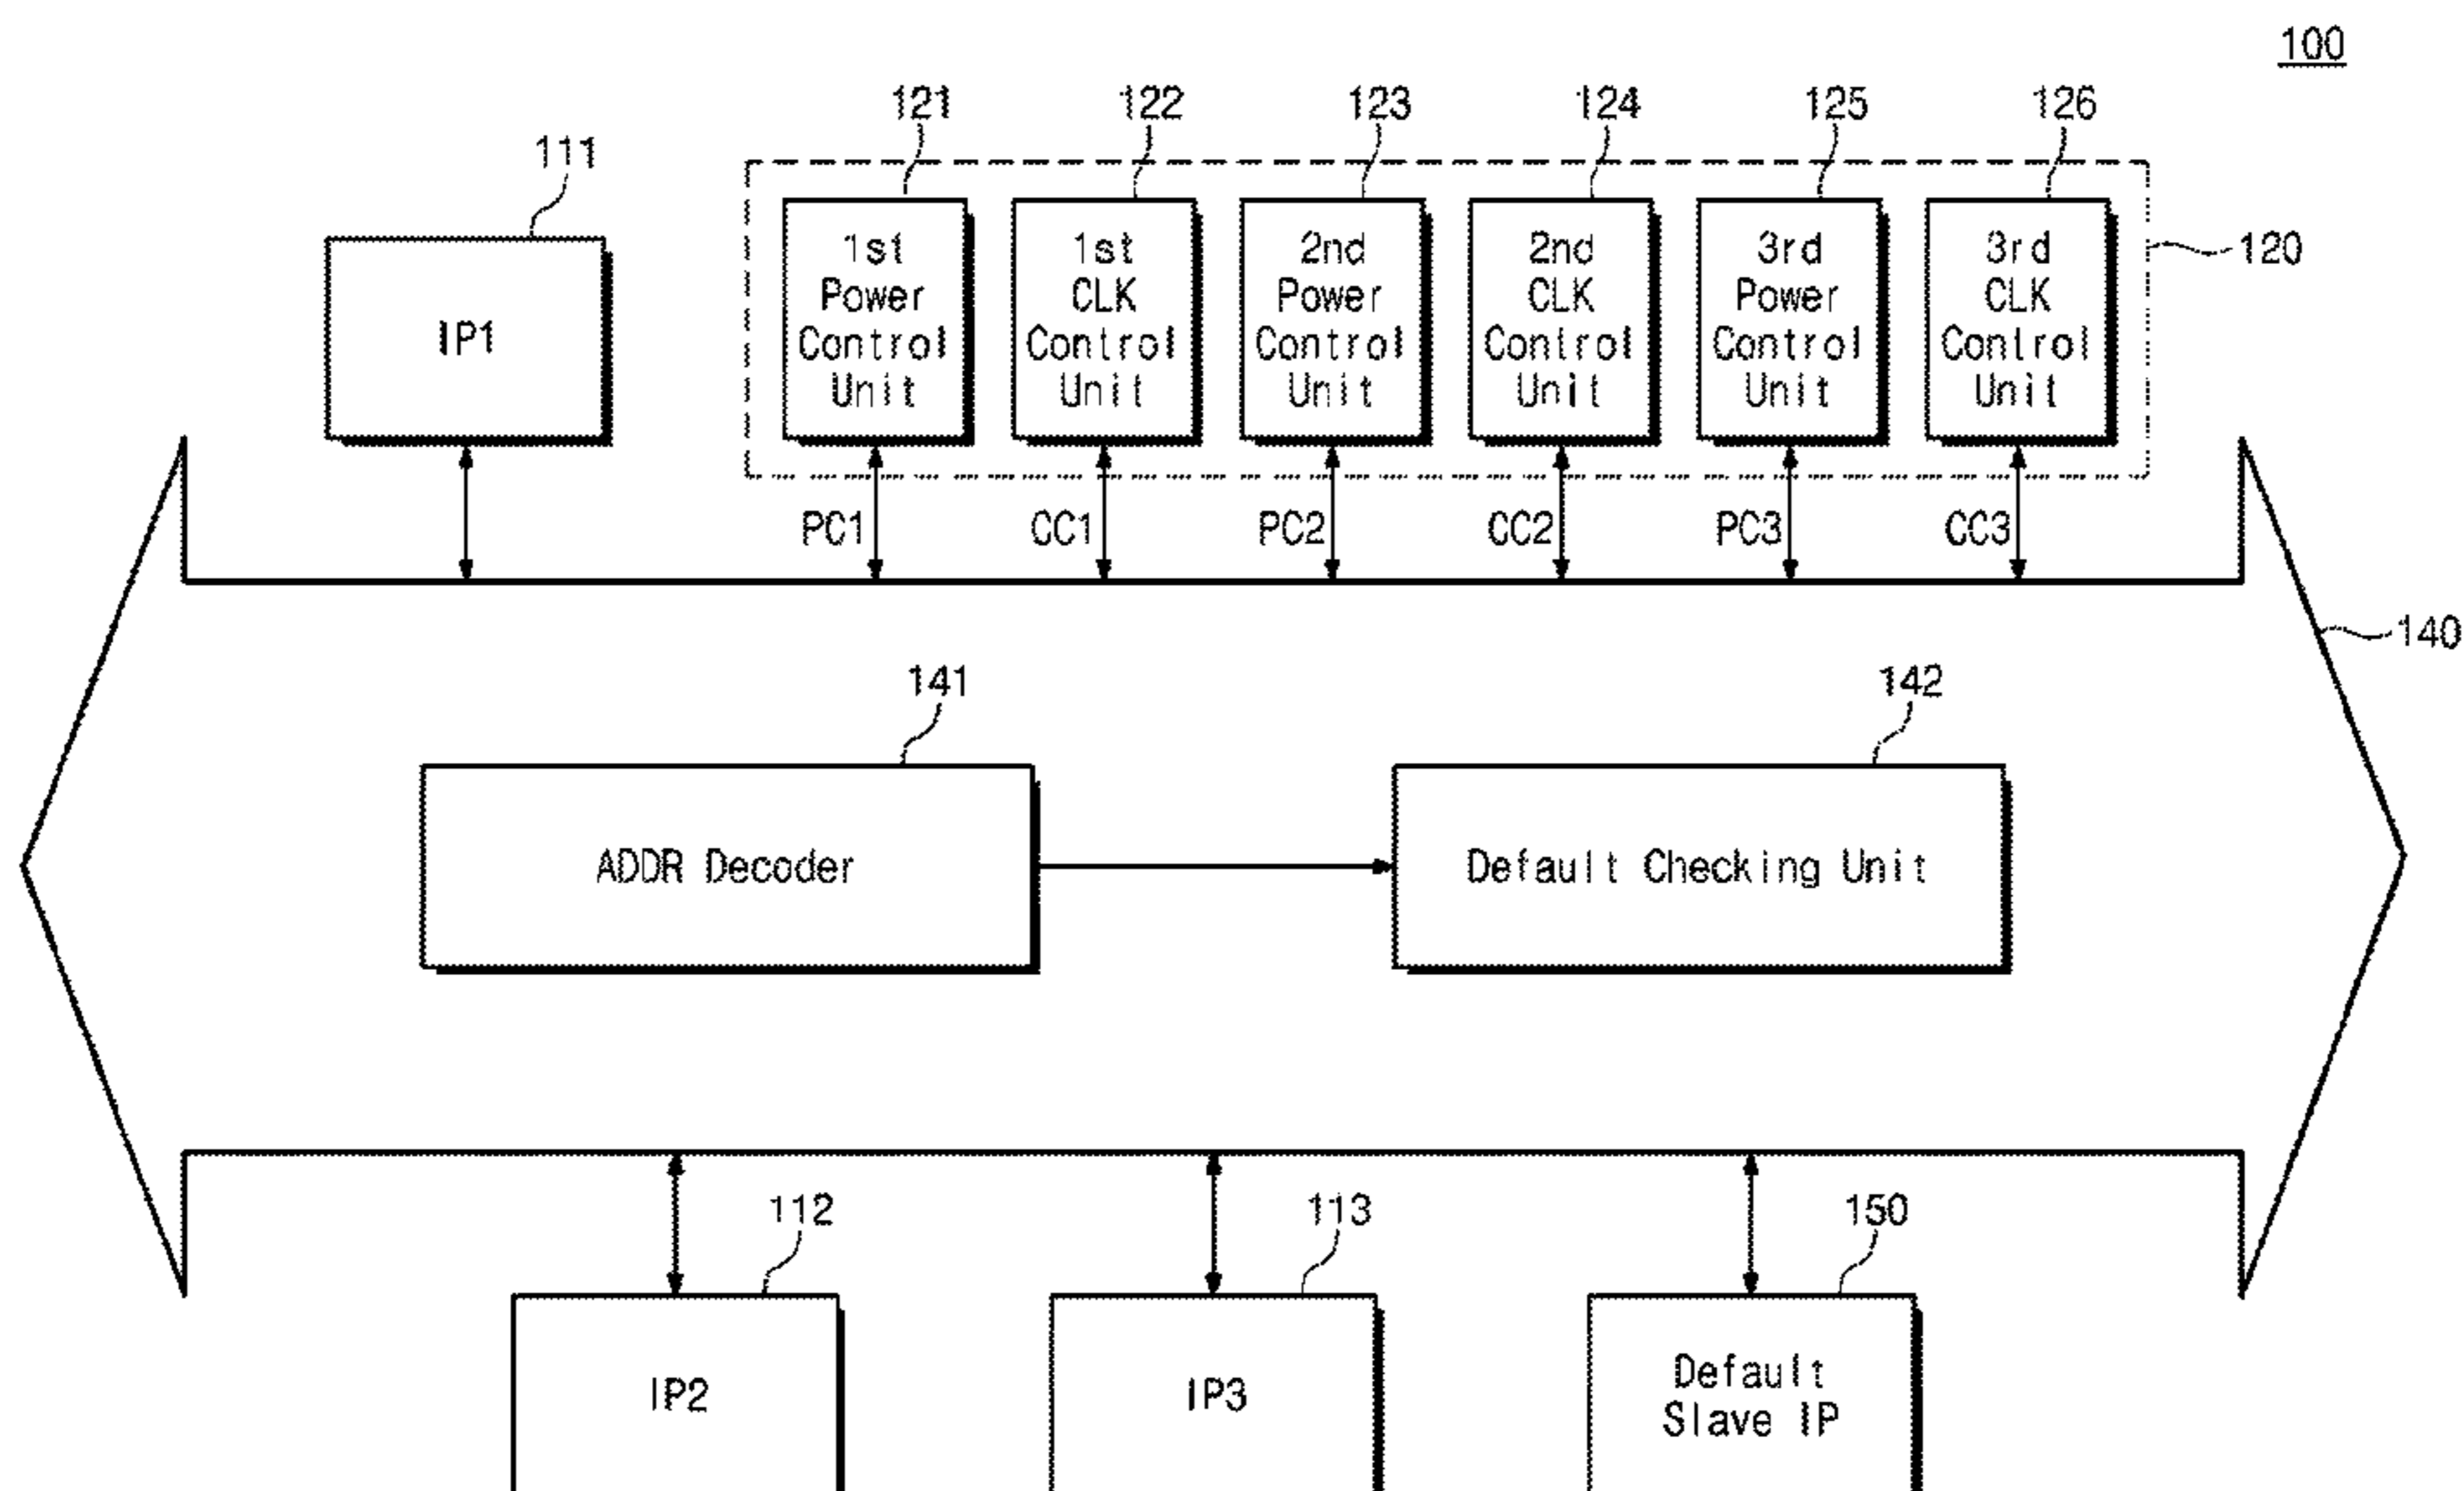 100
121
122
123
124
125
126
111
1st
Power
Control
Unit
1st
CLK
Control
Unit
2nd
Power
Control
Unit
2nd
CLK
Control
Unit
3rd
Power
Control
Unit
3rd
CLK
Control
Unit
120
IP1
PC1
CC1
PC2
CC2
PC3
CC3
140
141
142
ADDR Decoder
Default Checking Unit
112
113
150
IP2
IP3
Default
Slave IP